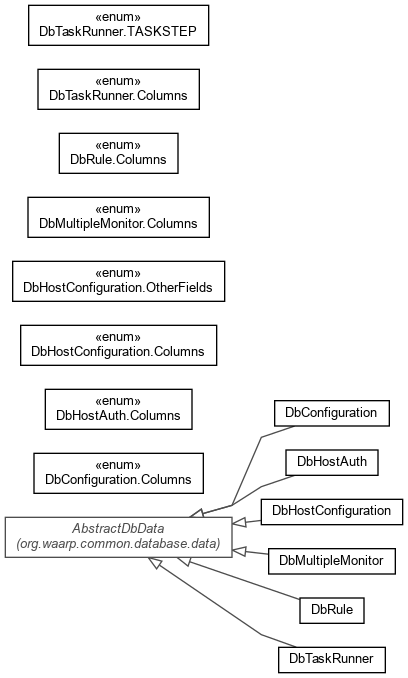 «enum»
DbTaskRunner.TASKSTEP
«enum»
DbTaskRunner.Columns
«enum»
DbRule.Columns
«enum»
DbMultipleMonitor.Columns
«enum»
DbHostConfiguration.OtherFields
«enum»
DbHostConfiguration.Columns
«enum»
DbHostAuth.Columns
«enum»
DbConfiguration.Columns
AbstractDbData
(org.waarp.common.database.data)
DbConfiguration
DbHostAuth
DbHostConfiguration
DbMultipleMonitor
DbRule
DbTaskRunner